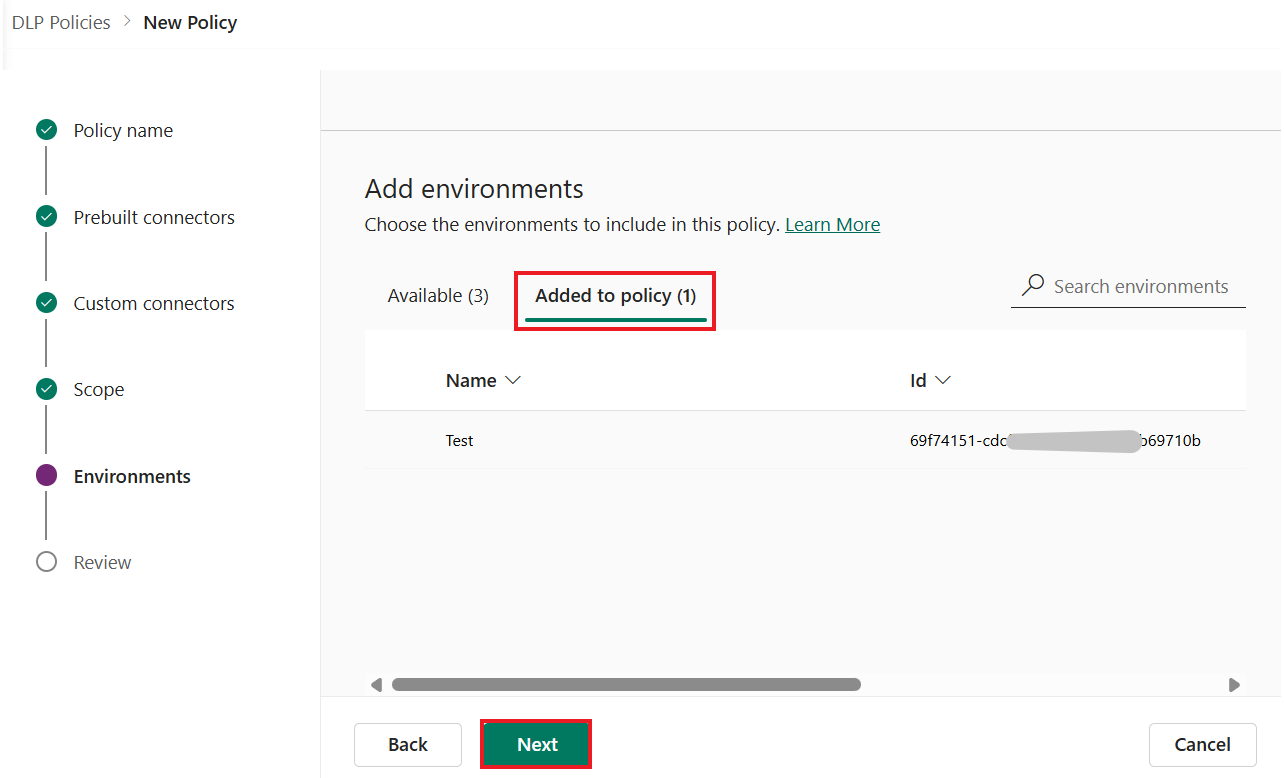 DLP Policies > New Policy
Policy name
Prebuilt connectors
Custom connectors
Scope
Environments
Review
Add environments
Choose the environments to include in this policy. Learn More
Available (3)
Added to policy (1)
Search environments
Name
Id
Test
69f74151-cdc b69710b
Back
Next
Cancel